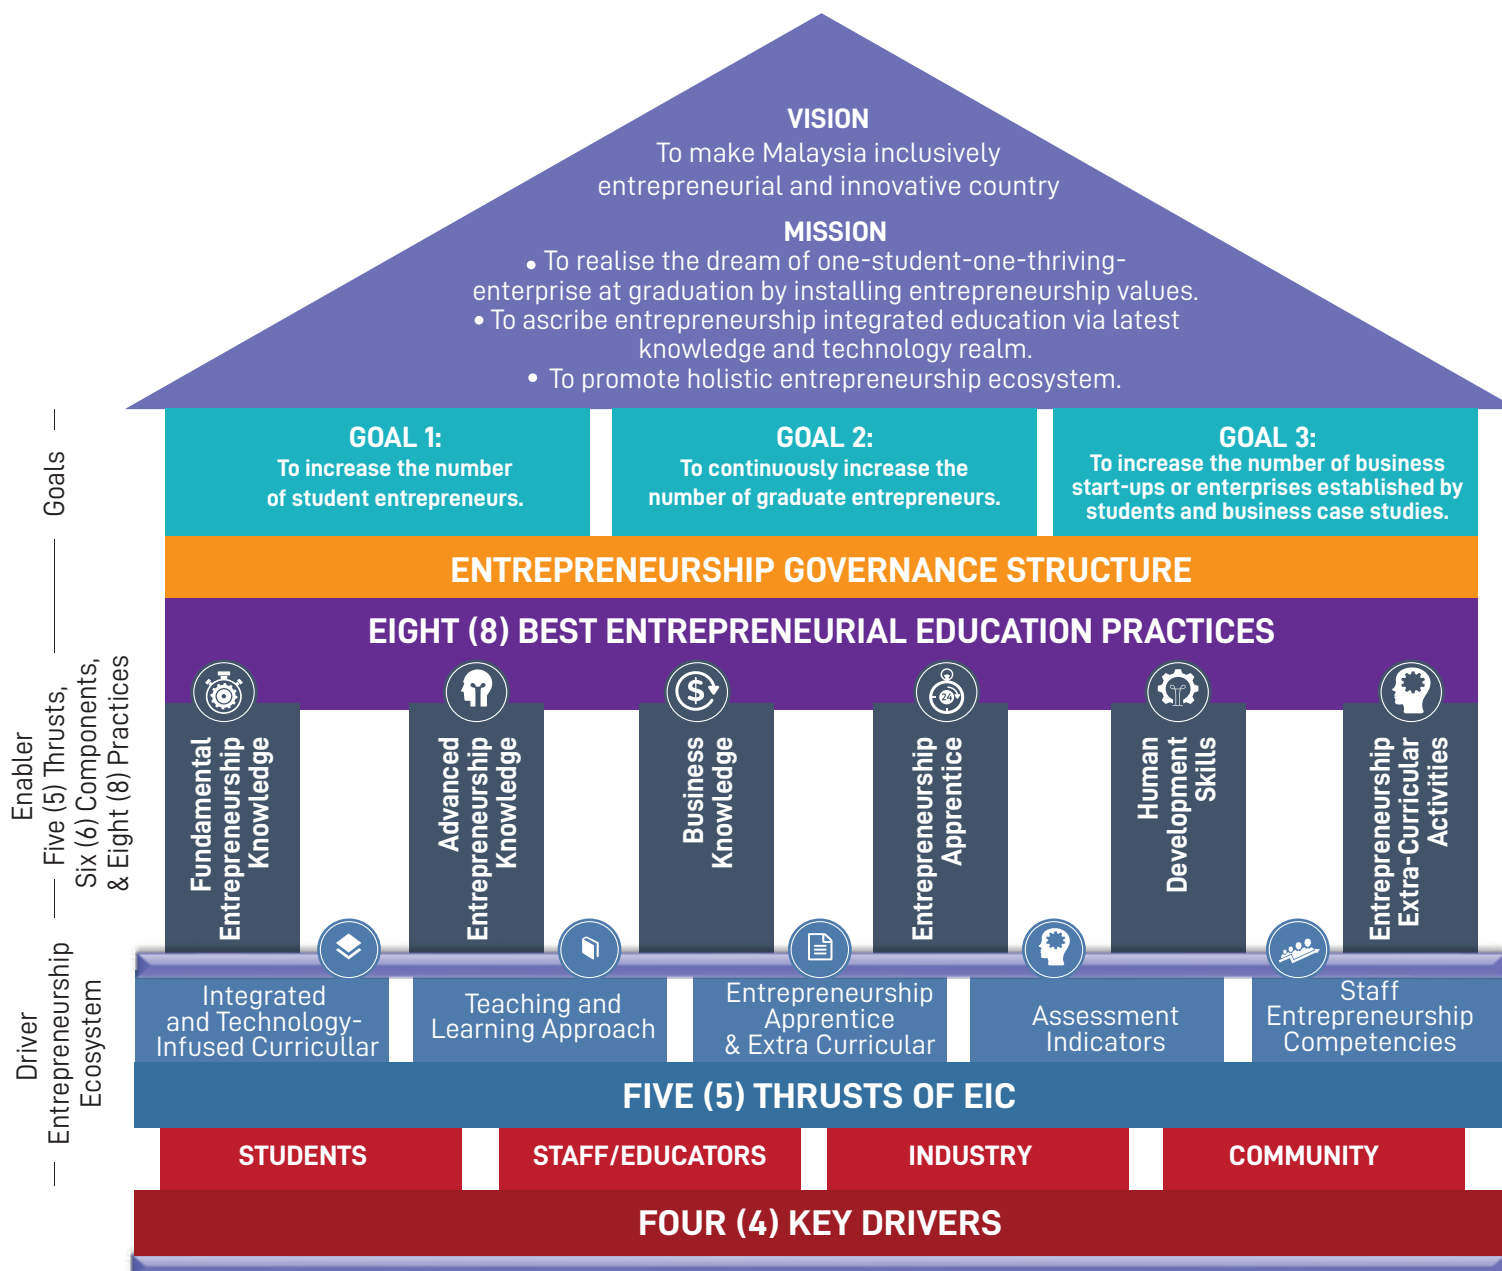 VISION
To make Malaysia inclusively
entrepreneurial and innovative country
MISSION
• To realise the dream of one-student-one-thriving-
enterprise at graduation by installing entrepreneurship values.
• To ascribe entrepreneurship integrated education via latest
knowledge and technology realm.
• To promote holistic entrepreneurship ecosystem.
Goals
GOAL 1:
To increase the number
of student entrepreneurs.
GOAL 2:
To continuously increase the
number of graduate entrepreneurs.
GOAL 3:
To increase the number of business
start-ups or enterprises established by
students and business case studies.
ENTREPRENEURSHIP GOVERNANCE STRUCTURE
EIGHT (8) BEST ENTREPRENEURIAL EDUCATION PRACTICES
Enabler
Five (5) Thrusts,
Six (6) Components,
& Eight (8) Practices
Fundamental
Entrepreneurship
Knowledge
Advanced
Entrepreneurship
Knowledge
$
Business
Knowledge
24
Entrepreneurship
Apprentice
Human
Development
Skills
Entrepreneurship
Extra-Curricular
Activities
Driver
Entrepreneurship
Ecosystem
Integrated
and Technology-
Infused Curricullar
Teaching and
Learning Approach
Entrepreneurship
Apprentice
& Extra Curricular
Assessment
Indicators
Staff
Entrepreneurship
Competencies
FIVE (5) THRUSTS OF EIC
STUDENTS
STAFF/EDUCATORS
INDUSTRY
COMMUNITY
FOUR (4) KEY DRIVERS